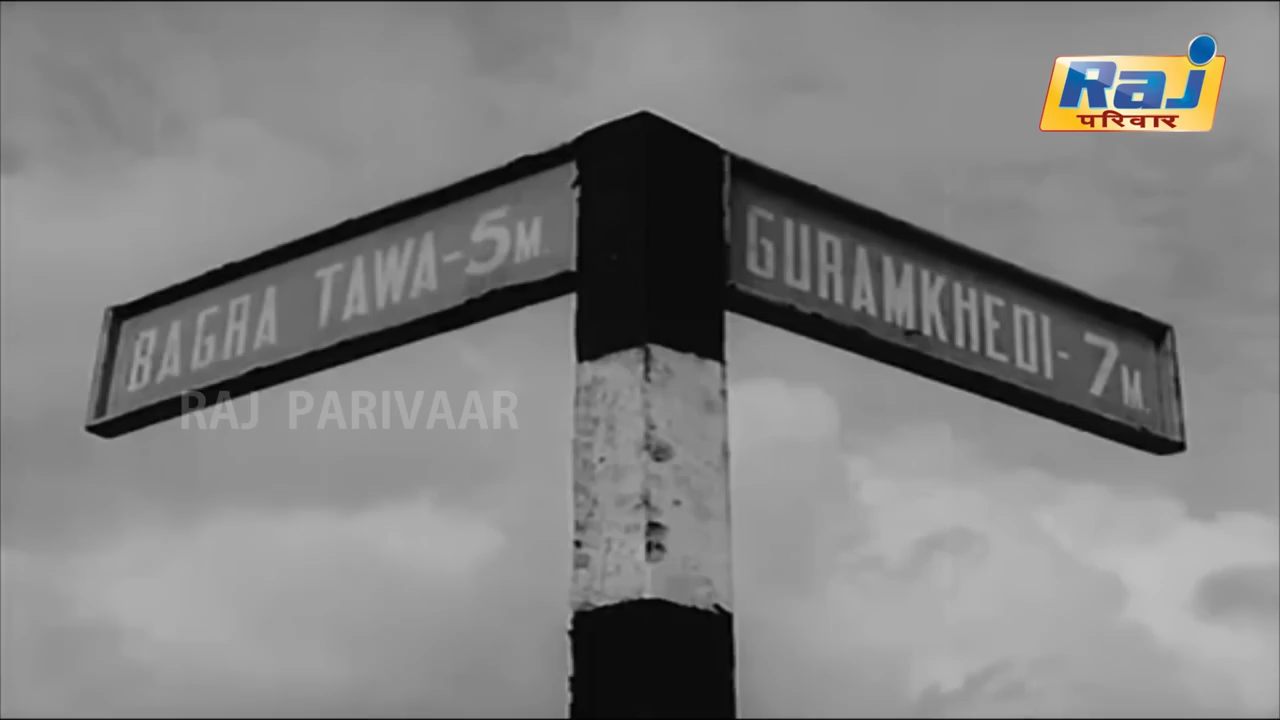 Raj
परिवार
BAGRA TAWA-5M.
GURAMKHEDI-7M.
RAJ PARIVAAR